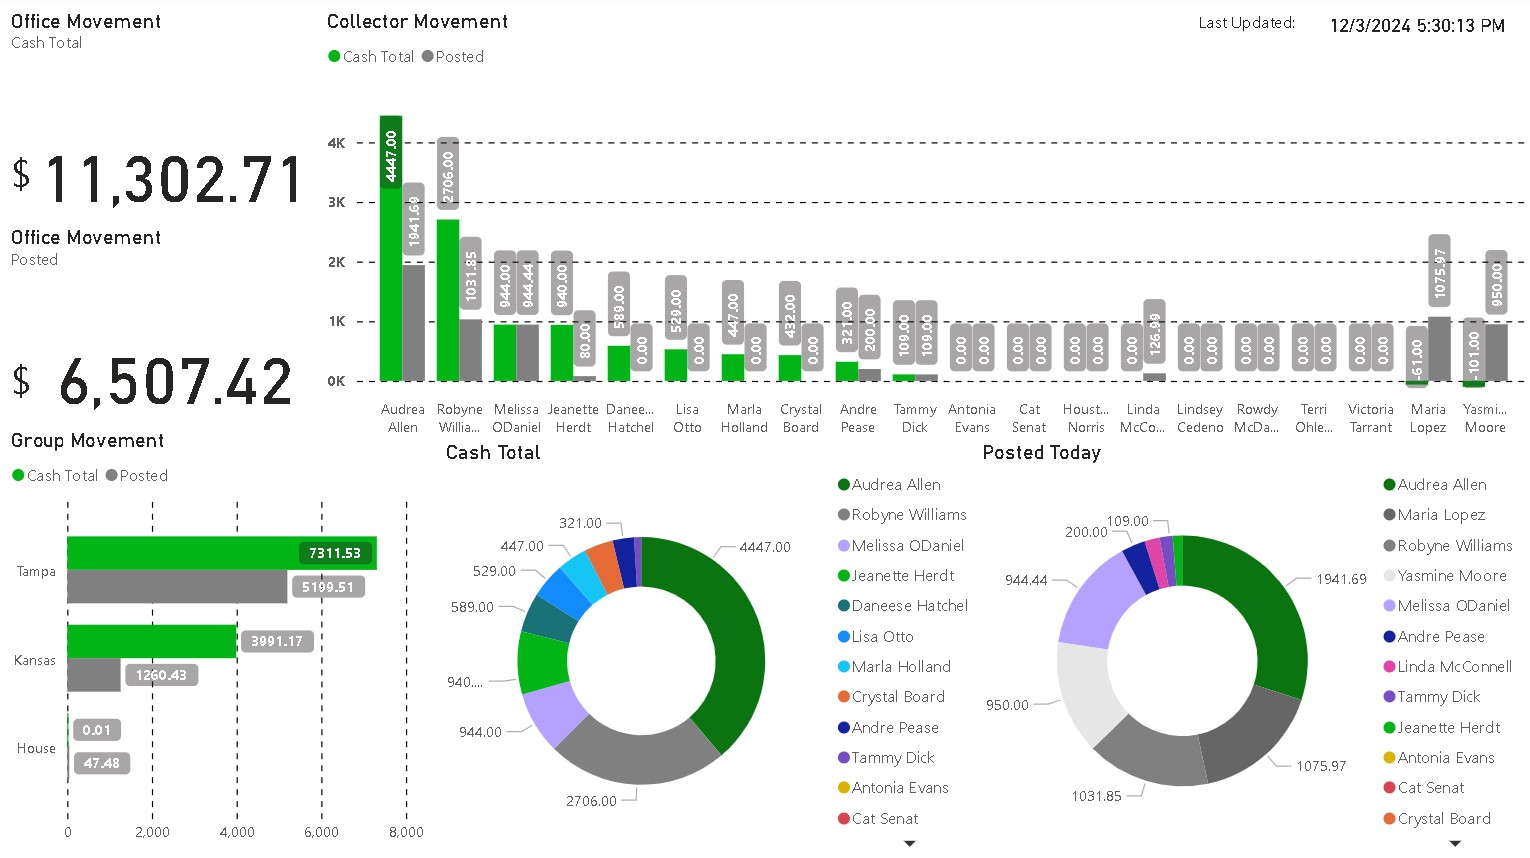 Office Movement
Cash Total
$ 11,302.71
Office Movement
Posted
$ 6,507.42
Collector Movement
Cash Total Posted
Last Updated: 12/3/2024 5:30:13 PM
4K
3K
2K
1K
0K
4447.00 1941.69
2706.00 1031.85
944.00 944.44
940.00 80.00
589.00 0.00
529.00 0.00
447.00 0.00
432.00 0.00
321.00 200.00
109.00 109.00
0.00 0.00
0.00 0.00
0.00 0.00
0.00 126.99
0.00 0.00
0.00 0.00
0.00 0.00
0.00 0.00
-61.00 1075.97
-101.00 950.00
Audrea Allen
Robyne Willia...
Melissa ODaniel
Jeanette Herdt
Danee... Hatchel
Lisa Otto
Marla Holland
Crystal Board
Andre Pease
Tammy Dick
Antonia Evans
Cat Senat
Houst... Norris
Linda McCo...
Lindsey Cedeno
Rowdy McDa...
Terri Ohle...
Victoria Tarrant
Maria Lopez
Yasmi... Moore
Group Movement
Cash Total Posted
Tampa
7311.53
5199.51
Kansas
3991.17
1260.43
House
0.01
47.48
0 2,000 4,000 6,000 8,000
Cash Total
321.00
447.00
529.00
589.00
940....
944.00
2706.00
4447.00
Audrea Allen
Robyne Williams
Melissa ODaniel
Jeanette Herdt
Daneese Hatchel
Lisa Otto
Marla Holland
Crystal Board
Andre Pease
Tammy Dick
Antonia Evans
Cat Senat
Posted Today
109.00
200.00
944.44
950.00
1031.85
1075.97
1941.69
Audrea Allen
Maria Lopez
Robyne Williams
Yasmine Moore
Melissa ODaniel
Andre Pease
Linda McConnell
Tammy Dick
Jeanette Herdt
Antonia Evans
Cat Senat
Crystal Board